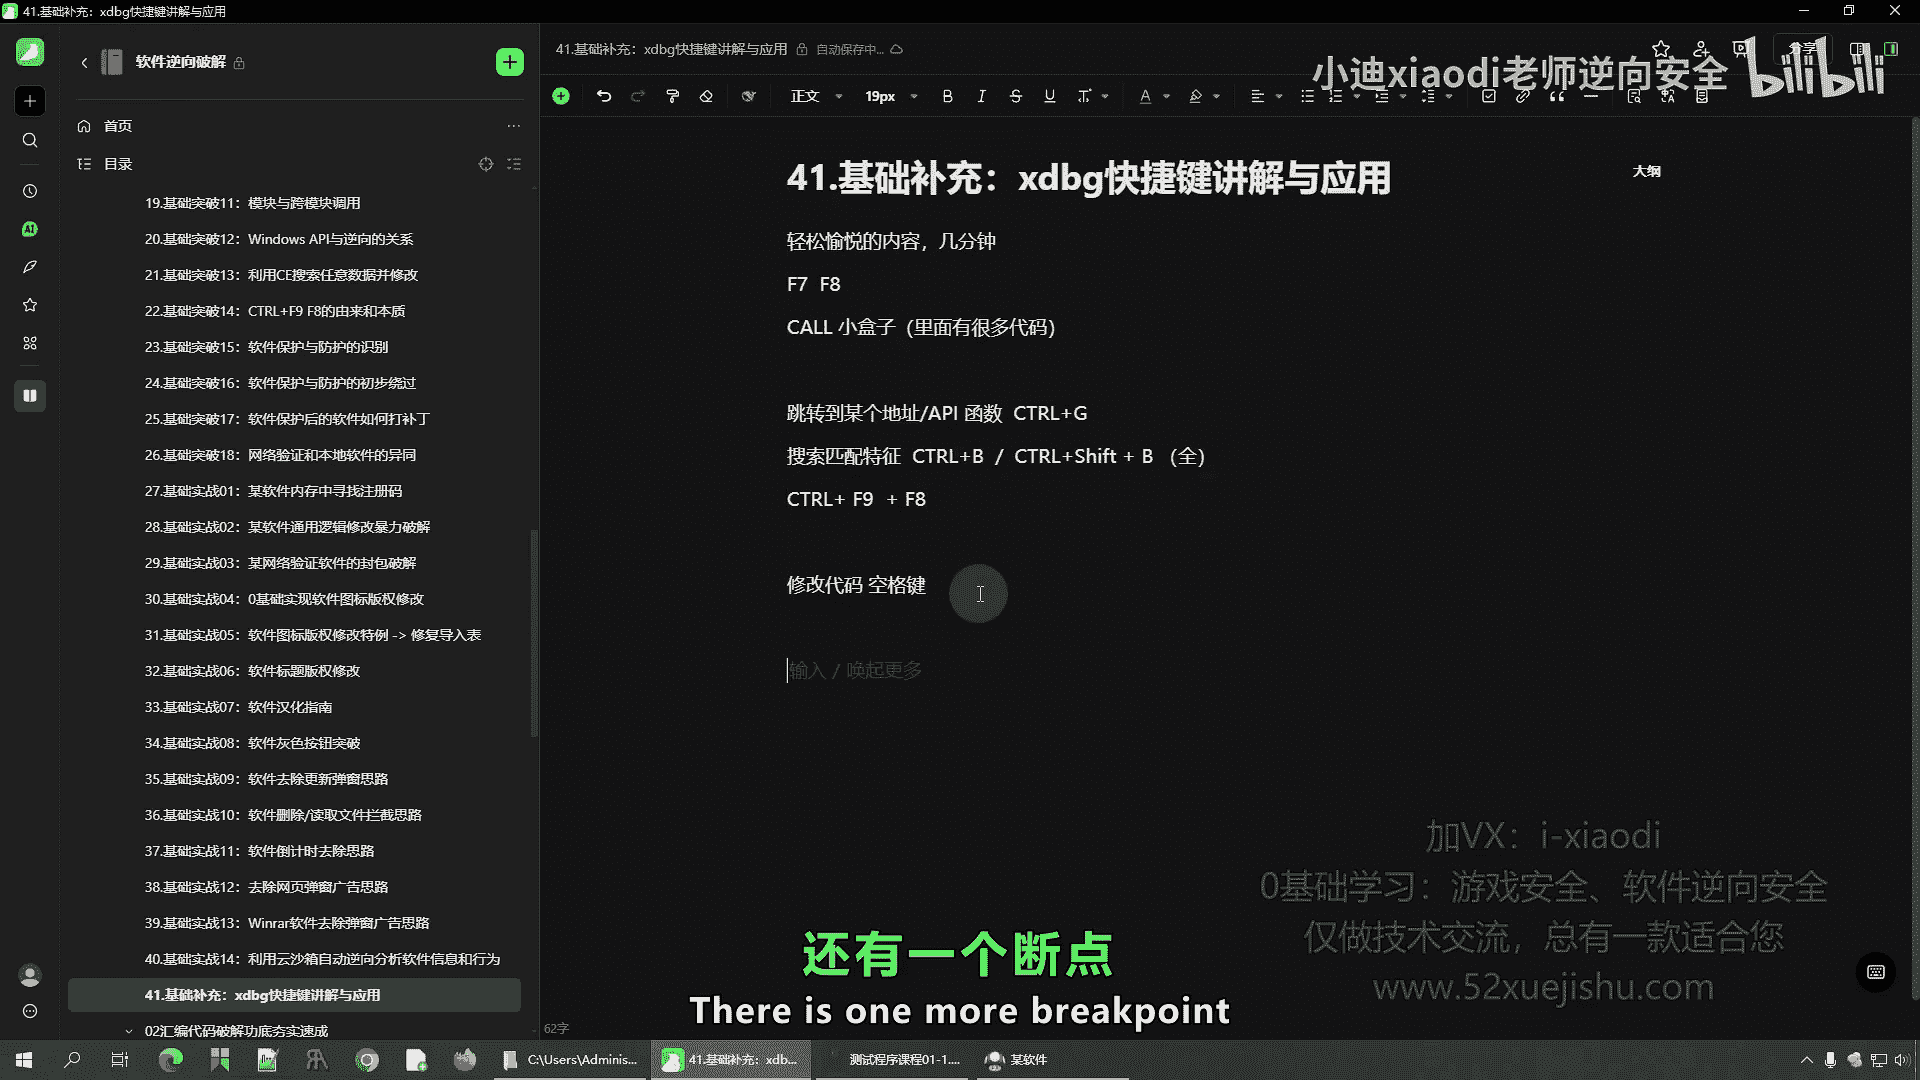 41.基础补充：xdbg快捷键讲解与应用
软件逆向破解
首页
目录
19.基础突破11：模块与跨模块调用
20.基础突破12：Windows API与逆向的关系
21.基础突破13：利用CE搜索任意数据并修改
22.基础突破14：CTRL+F9 F8的由来和本质
23.基础突破15：软件保护与防护的识别
24.基础突破16：软件保护与防护的初步绕过
25.基础突破17：软件保护后的软件如何打补丁
26.基础突破18：网络验证和本地软件的异同
27.基础实战01：某软件内存中寻找注册码
28.基础实战02：某软件通用逻辑修改暴力破解
29.基础实战03：某网络验证软件的封包破解
30.基础实战04：0基础实现软件图标版权修改
31.基础实战05：软件图标版权修改特例 -> 修复导入表
32.基础实战06：软件标题版权修改
33.基础实战07：软件汉化指南
34.基础实战08：软件灰色按钮突破
35.基础实战09：软件去除更新弹窗思路
36.基础实战10：软件删除/读取文件拦截思路
37.基础实战11：软件倒计时去除思路
38.基础实战12：去除网页弹窗广告思路
39.基础实战13：Winrar软件去除弹窗广告思路
40.基础实战14：利用云沙箱自动逆向分析软件信息和行为
41.基础补充：xdbg快捷键讲解与应用
02汇编代码破解功底夯实速成
41.基础补充：xdbg快捷键讲解与应用 自动保存中...
分享
小迪xiaodi老师逆向安全 bilibili
正文 19px
41.基础补充：xdbg快捷键讲解与应用
大纲
轻松愉悦的内容，几分钟
F7 F8
CALL 小盒子（里面有很多代码）
跳转到某个地址/API 函数 CTRL+G
搜索匹配特征 CTRL+B / CTRL+Shift + B （全）
CTRL+ F9 + F8
修改代码 空格键
输入 / 唤起更多
加VX：i-xiaodi
0基础学习：游戏安全、软件逆向安全
仅做技术交流，总有一款适合您
www.52xuejishu.com
还有一个断点
There is one more breakpoint
62字
C:\Users\Adminis...
41.基础补充：xdb...
测试程序课程01-1....
某软件